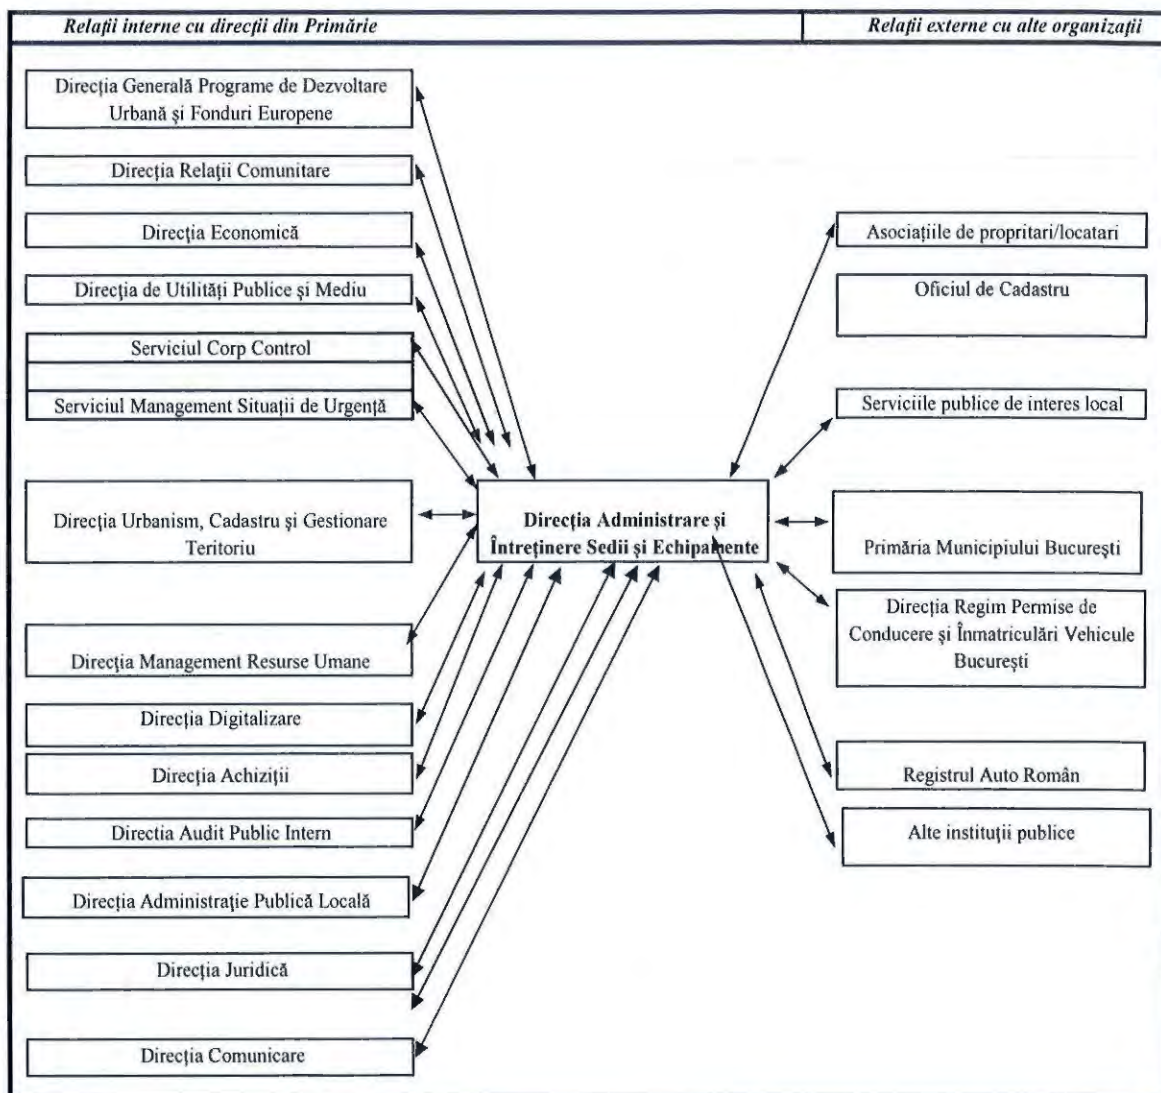 Relații interne cu direcții din Primărie
Relații externe cu alte organizații
Direcția Generală Programe de Dezvoltare
Urbană și Fonduri Europene
Direcția Relații Comunitare
Direcția Economică
Direcția de Utilități Publice și Mediu
Serviciul Corp Control
Serviciul Management Situații de Urgență
Direcția Urbanism, Cadastru și Gestionare
Teritoriu
Direcția Management Resurse Umane
Direcția Digitalizare
Direcția Achiziții
Directia Audit Public Intern
Direcția Administrație Publică Locală
Direcția Juridică
Direcția Comunicare
Direcția Administrare și
Întreținere Sedii și Echipamente
Asociațiile de propritari/locatari
Oficiul de Cadastru
Serviciile publice de interes local
Primăria Municipiului București
Direcția Regim Permise de
Conducere și Înmatriculări Vehicule
București
Registrul Auto Român
Alte instituții publice